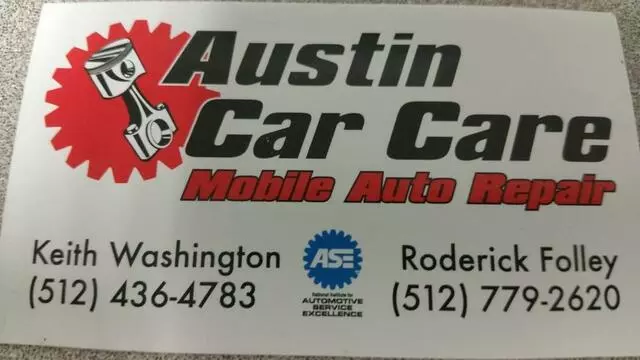 Austin
Car Care
Mobile Auto Repair
Keith Washington
(512) 436-4783
ASE
National Institute for
AUTOMOTIVE
SERVICE
EXCELLENCE
Roderick Folley
(512) 779-2620